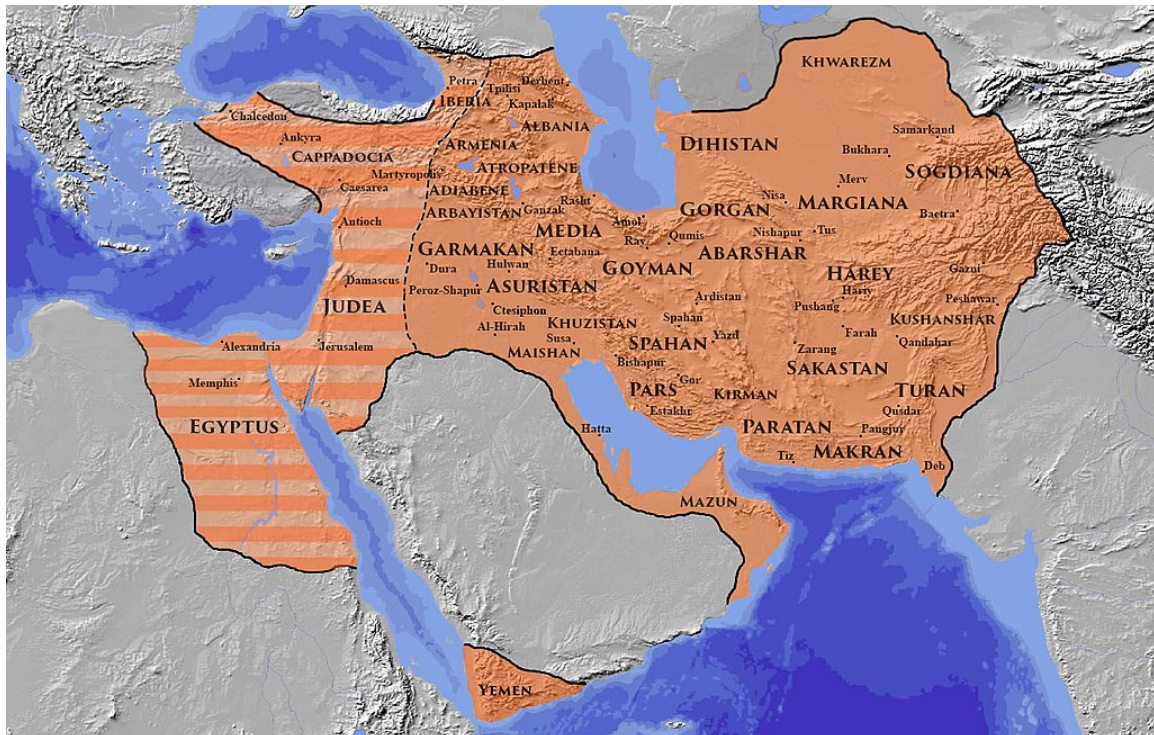 KHWAREZM
Petra
Tpilisi
Derbent
IBERIA
Kapalak
Chalcedon
ALBANIA
Samarkand
Ankyra
ARMENIA
DIHISTAN
Bukhara
CAPPADOCIA
ATROPATENE
SOGDIANA
Martyropolis
Merv
Caesarea
ADIABENE
Nisa
MARGIANA
Rasht
ARBAYISTAN
Ganzak
GORGAN
Bactra
Antioch
Amol
MEDIA
Tus
Qumis
Nishapur
Ray
GARMAKAN
Ectabana
ABARSHAR
Dura
Hulwan
GOYMAN
HAREY
Gazni
Damascus
Peroz-Shapur
ASURISTAN
Hariy
Ardistan
Pushang
Peshawar
JUDEA
Ctesiphon
Spahan
KUSHANSHAR
Al-Hirah
KHUZISTAN
Farah
Alexandria
Jerusalem
Susa
SPAHAN
Yazd
Zarang
Qandahar
MAISHAN
Bishapur
SAKASTAN
Memphis
Gor
PARS
KIRMAN
TURAN
Estakhr
Qusdar
EGYPTUS
Hatta
PARATAN
Pangjur
Tiz
MAKRAN
Deb
MAZUN
YEMEN